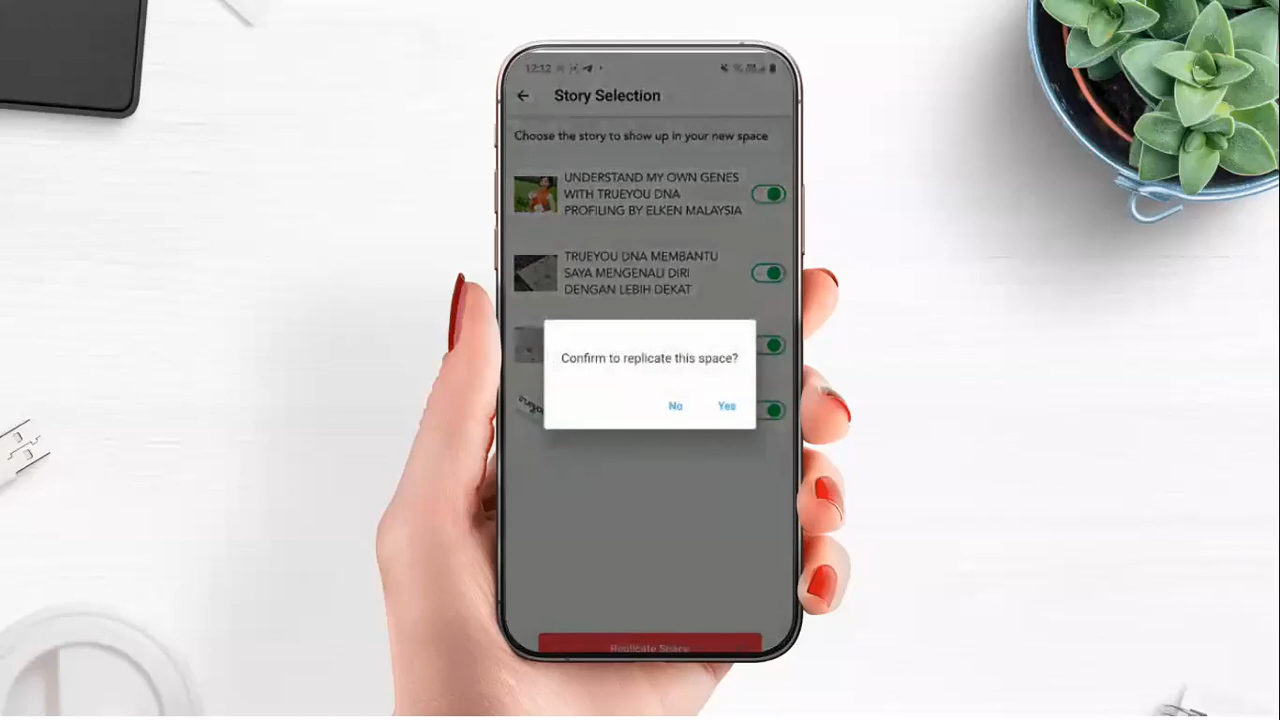 12:12
Story Selection
Choose the story to show up in your new space
UNDERSTAND MY OWN GENES
WITH TRUEYOU DNA
PROFILING BY ELKEN MALAYSIA
TRUEYOU DNA MEMBANTU
SAYA MENGENALI DIRI
DENGAN LEBIH DEKAT
Confirm to replicate this space?
No Yes
Replicate Space